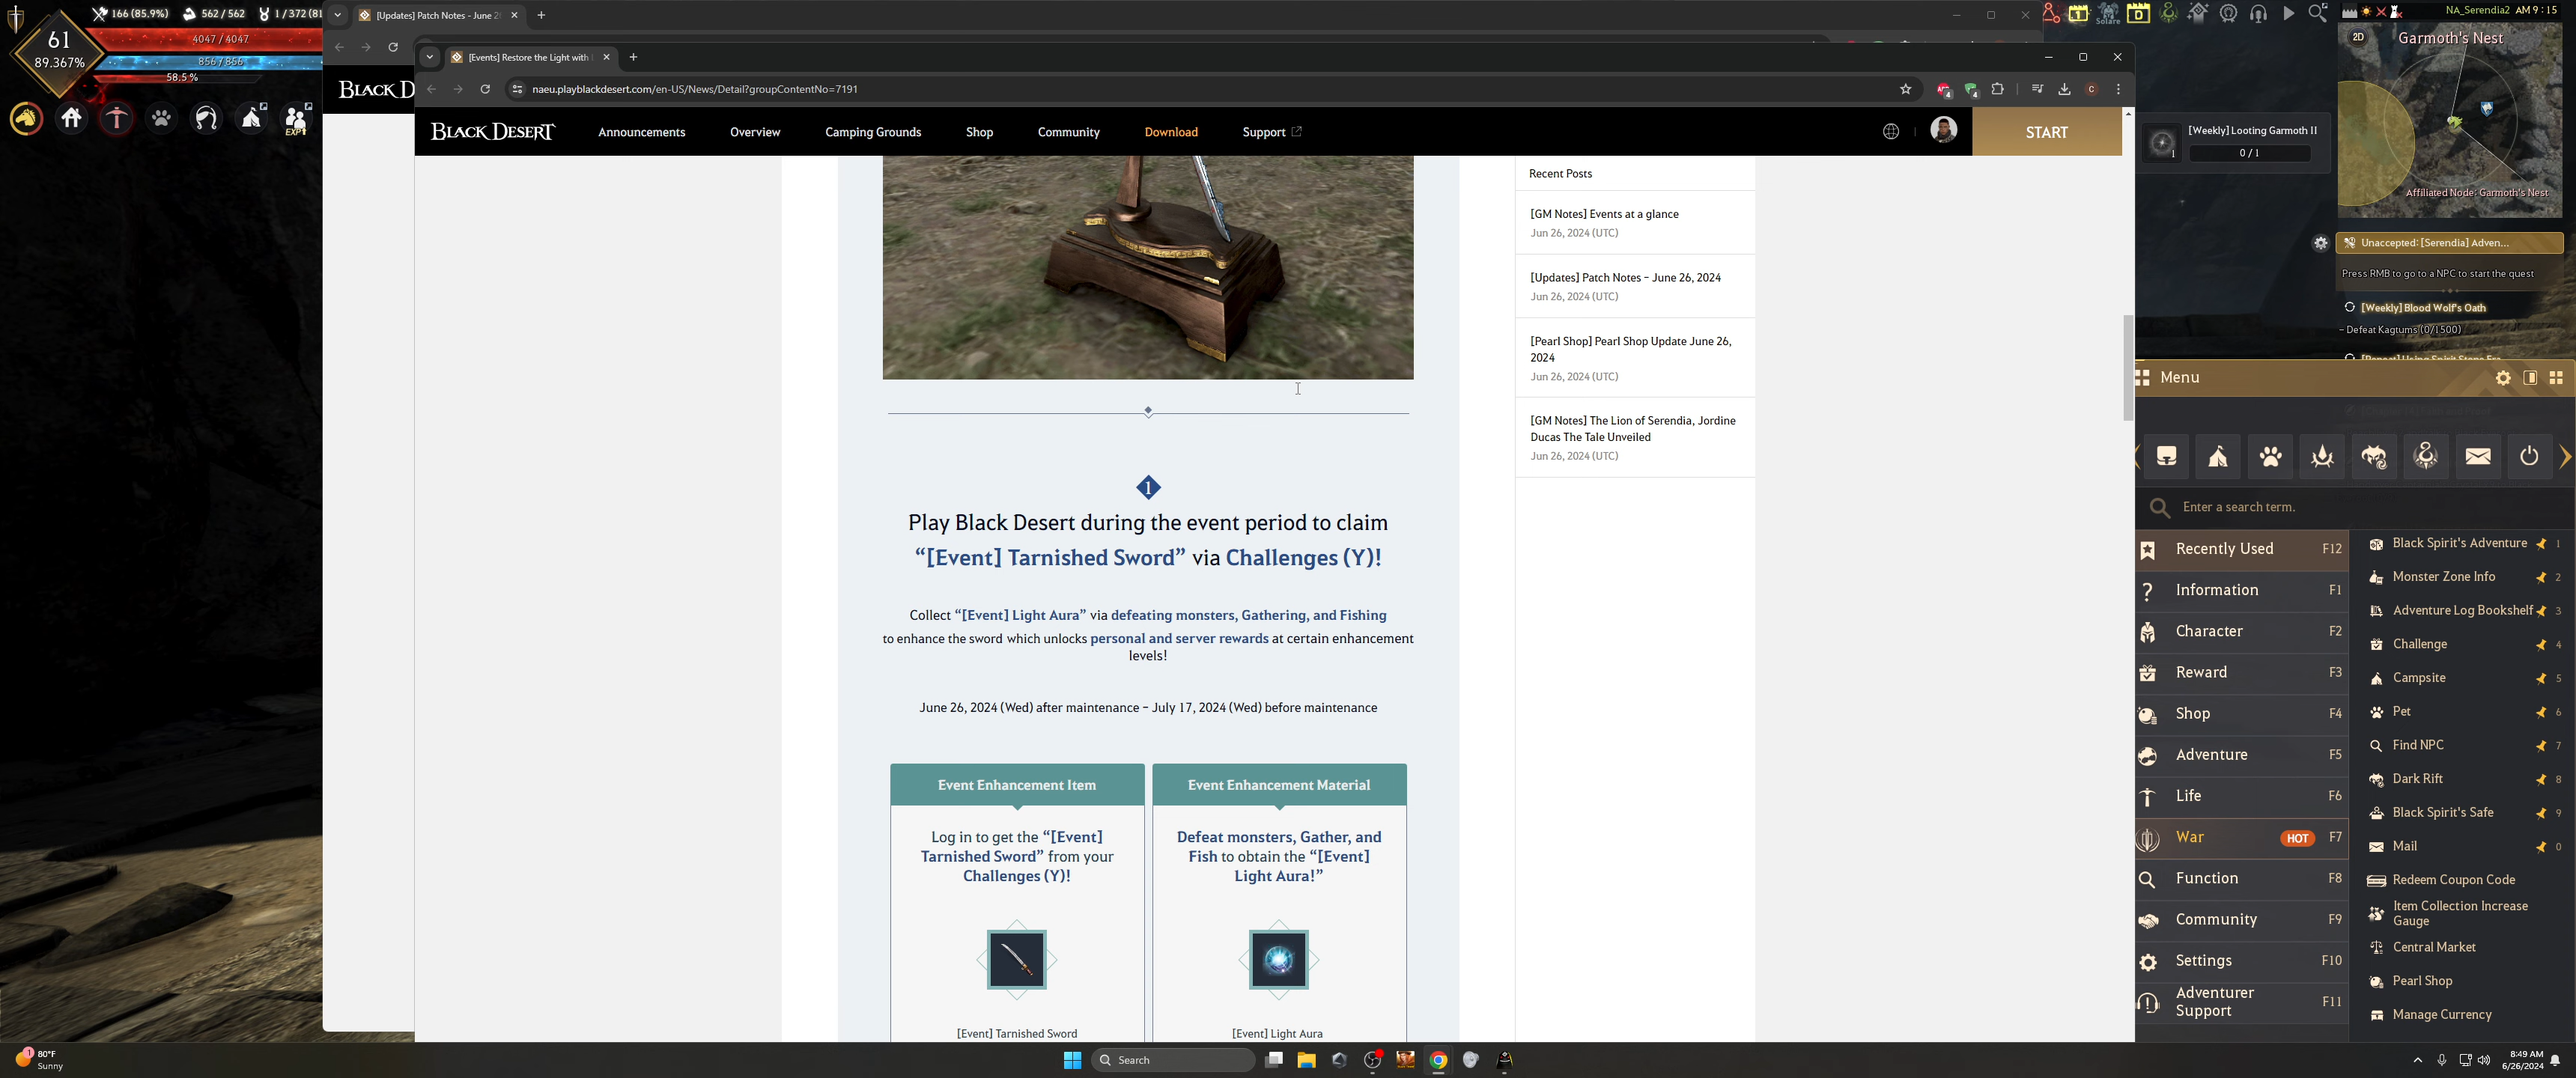 166 (85.9%)
562 / 562
1 / 372 (81
61
89.367%
4047 / 4047
856 / 856
58.5 %
EXP↑
[Updates] Patch Notes - June 2
BLACK D
[Events] Restore the Light with
naeu.playblackdesert.com/en-US/News/Detail?groupContentNo=7191
BLACK DESERT
Announcements
Overview
Camping Grounds
Shop
Community
Download
Support
START
Recent Posts
[GM Notes] Events at a glance
Jun 26, 2024 (UTC)
[Updates] Patch Notes – June 26, 2024
Jun 26, 2024 (UTC)
[Pearl Shop] Pearl Shop Update June 26,
2024
Jun 26, 2024 (UTC)
[GM Notes] The Lion of Serendia, Jordine
Ducas The Tale Unveiled
Jun 26, 2024 (UTC)
1
Play Black Desert during the event period to claim
“[Event] Tarnished Sword” via Challenges (Y)!
Collect “[Event] Light Aura” via defeating monsters, Gathering, and Fishing
to enhance the sword which unlocks personal and server rewards at certain enhancement
levels!
June 26, 2024 (Wed) after maintenance – July 17, 2024 (Wed) before maintenance
Event Enhancement Item
Log in to get the “[Event]
Tarnished Sword” from your
Challenges (Y)!
[Event] Tarnished Sword
Event Enhancement Material
Defeat monsters, Gather, and
Fish to obtain the “[Event]
Light Aura!”
[Event] Light Aura
Solare
NA_Serendia2 AM 9 : 15
2D
Garmoth's Nest
Affiliated Node: Garmoth's Nest
[Weekly] Looting Garmoth II
0 / 1
1
Unaccepted: [Serendia] Adven...
Press RMB to go to a NPC to start the quest
[Weekly] Blood Wolf's Oath
– Defeat Kagtums (0/1500)
Menu
Enter a search term.
Recently Used F12
Information F1
Character F2
Reward F3
Shop F4
Adventure F5
Life F6
War HOT F7
Function F8
Community F9
Settings F10
Adventurer
Support F11
Black Spirit's Adventure 1
Monster Zone Info 2
Adventure Log Bookshelf 3
Challenge 4
Campsite 5
Pet 6
Find NPC 7
Dark Rift 8
Black Spirit's Safe 9
Mail 0
Redeem Coupon Code
Item Collection Increase
Gauge
Central Market
Pearl Shop
Manage Currency
1
80°F
Sunny
Search
8:49 AM
6/26/2024